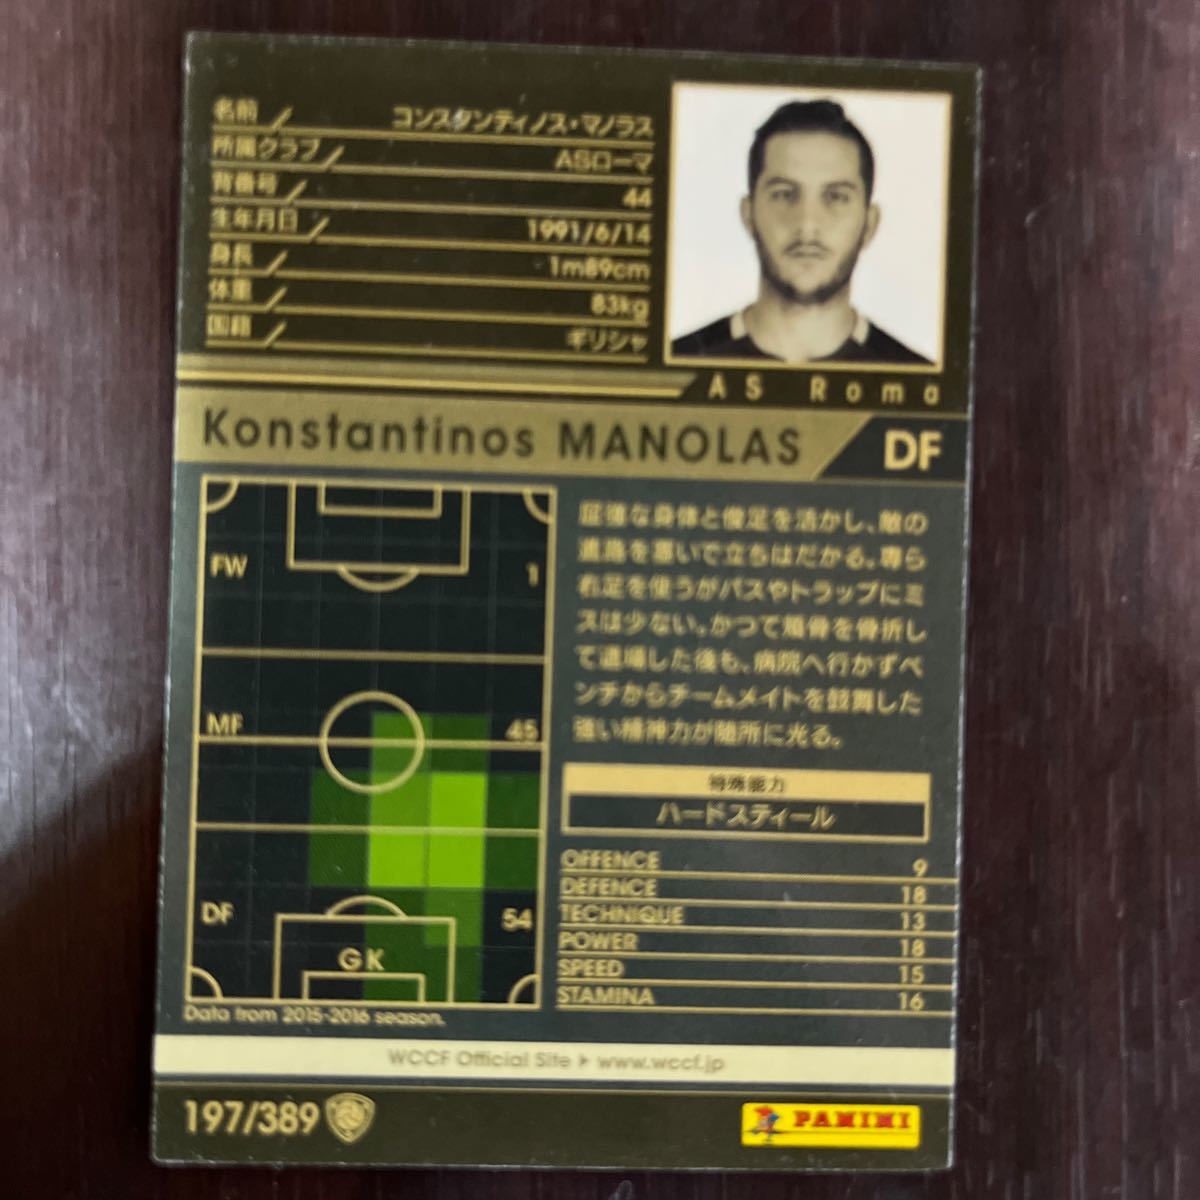 名前 コンスタンティノス・マノラス
所属クラブ ASローマ
背番号 44
生年月日 1991/6/14
身長 1m89cm
体重 83kg
国籍 ギリシャ
AS Roma
Konstantinos MANOLAS DF
FW 1
MF 45
DF 54
GK
Data from 2015-2016 season.
屈強な身体と俊足を活かし、敵の
進路を塞いで立ちはだかる。専ら
右足を使うがパスやトラップにミ
スは少ない。かつて頬骨を骨折し
て退場した後も、病院へ行かずベ
ンチからチームメイトを鼓舞した
強い精神力が随所に光る。
特殊能力
ハードスティール
OFFENCE 9
DEFENCE 18
TECHNIQUE 13
POWER 18
SPEED 15
STAMINA 16
WCCF Official Site ▶ www.wccf.jp
197/389
PANINI